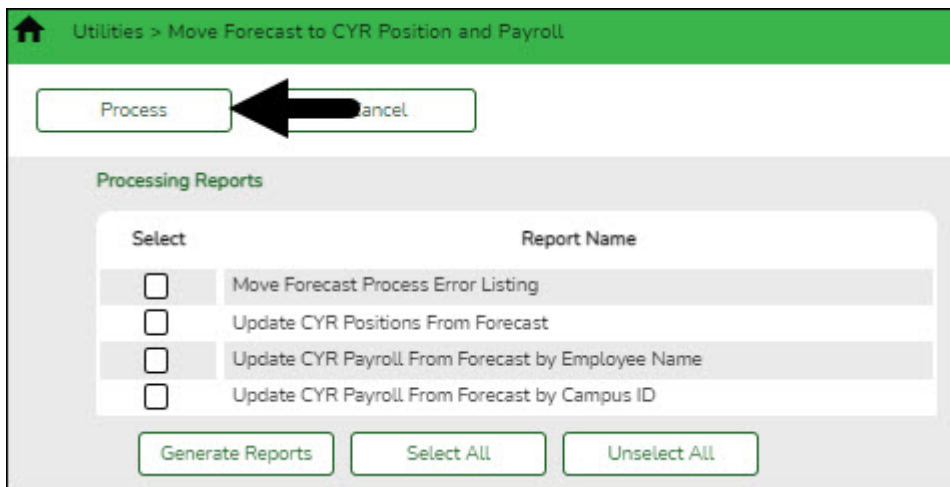 Utilities > Move Forecast to CYR Position and Payroll
Process ancel
Processing Reports
Select Report Name
Move Forecast Process Error Listing
Update CYR Positions From Forecast
Update CYR Payroll From Forecast by Employee Name
Update CYR Payroll From Forecast by Campus ID
Generate Reports Select All Unselect All